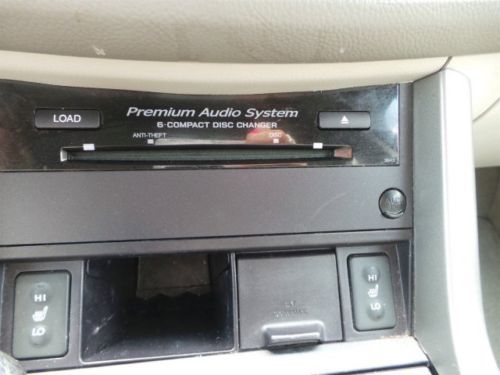 LOAD
Premium Audio System
6-COMPACT DISC CHANGER
ANTI-THEFT
DISC
HI
LO
HI
LO